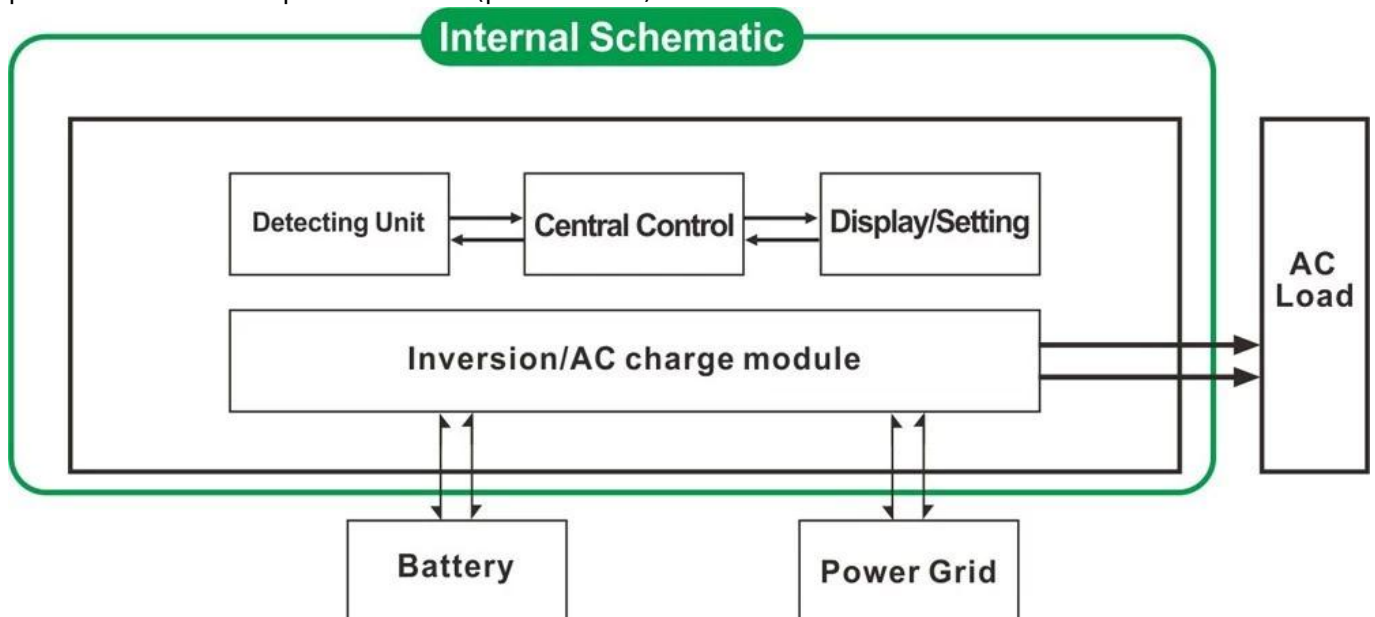 Internal Schematic
Detecting Unit
Central Control
Display/Setting
AC
Load
Inversion/AC charge module
Battery
Power Grid